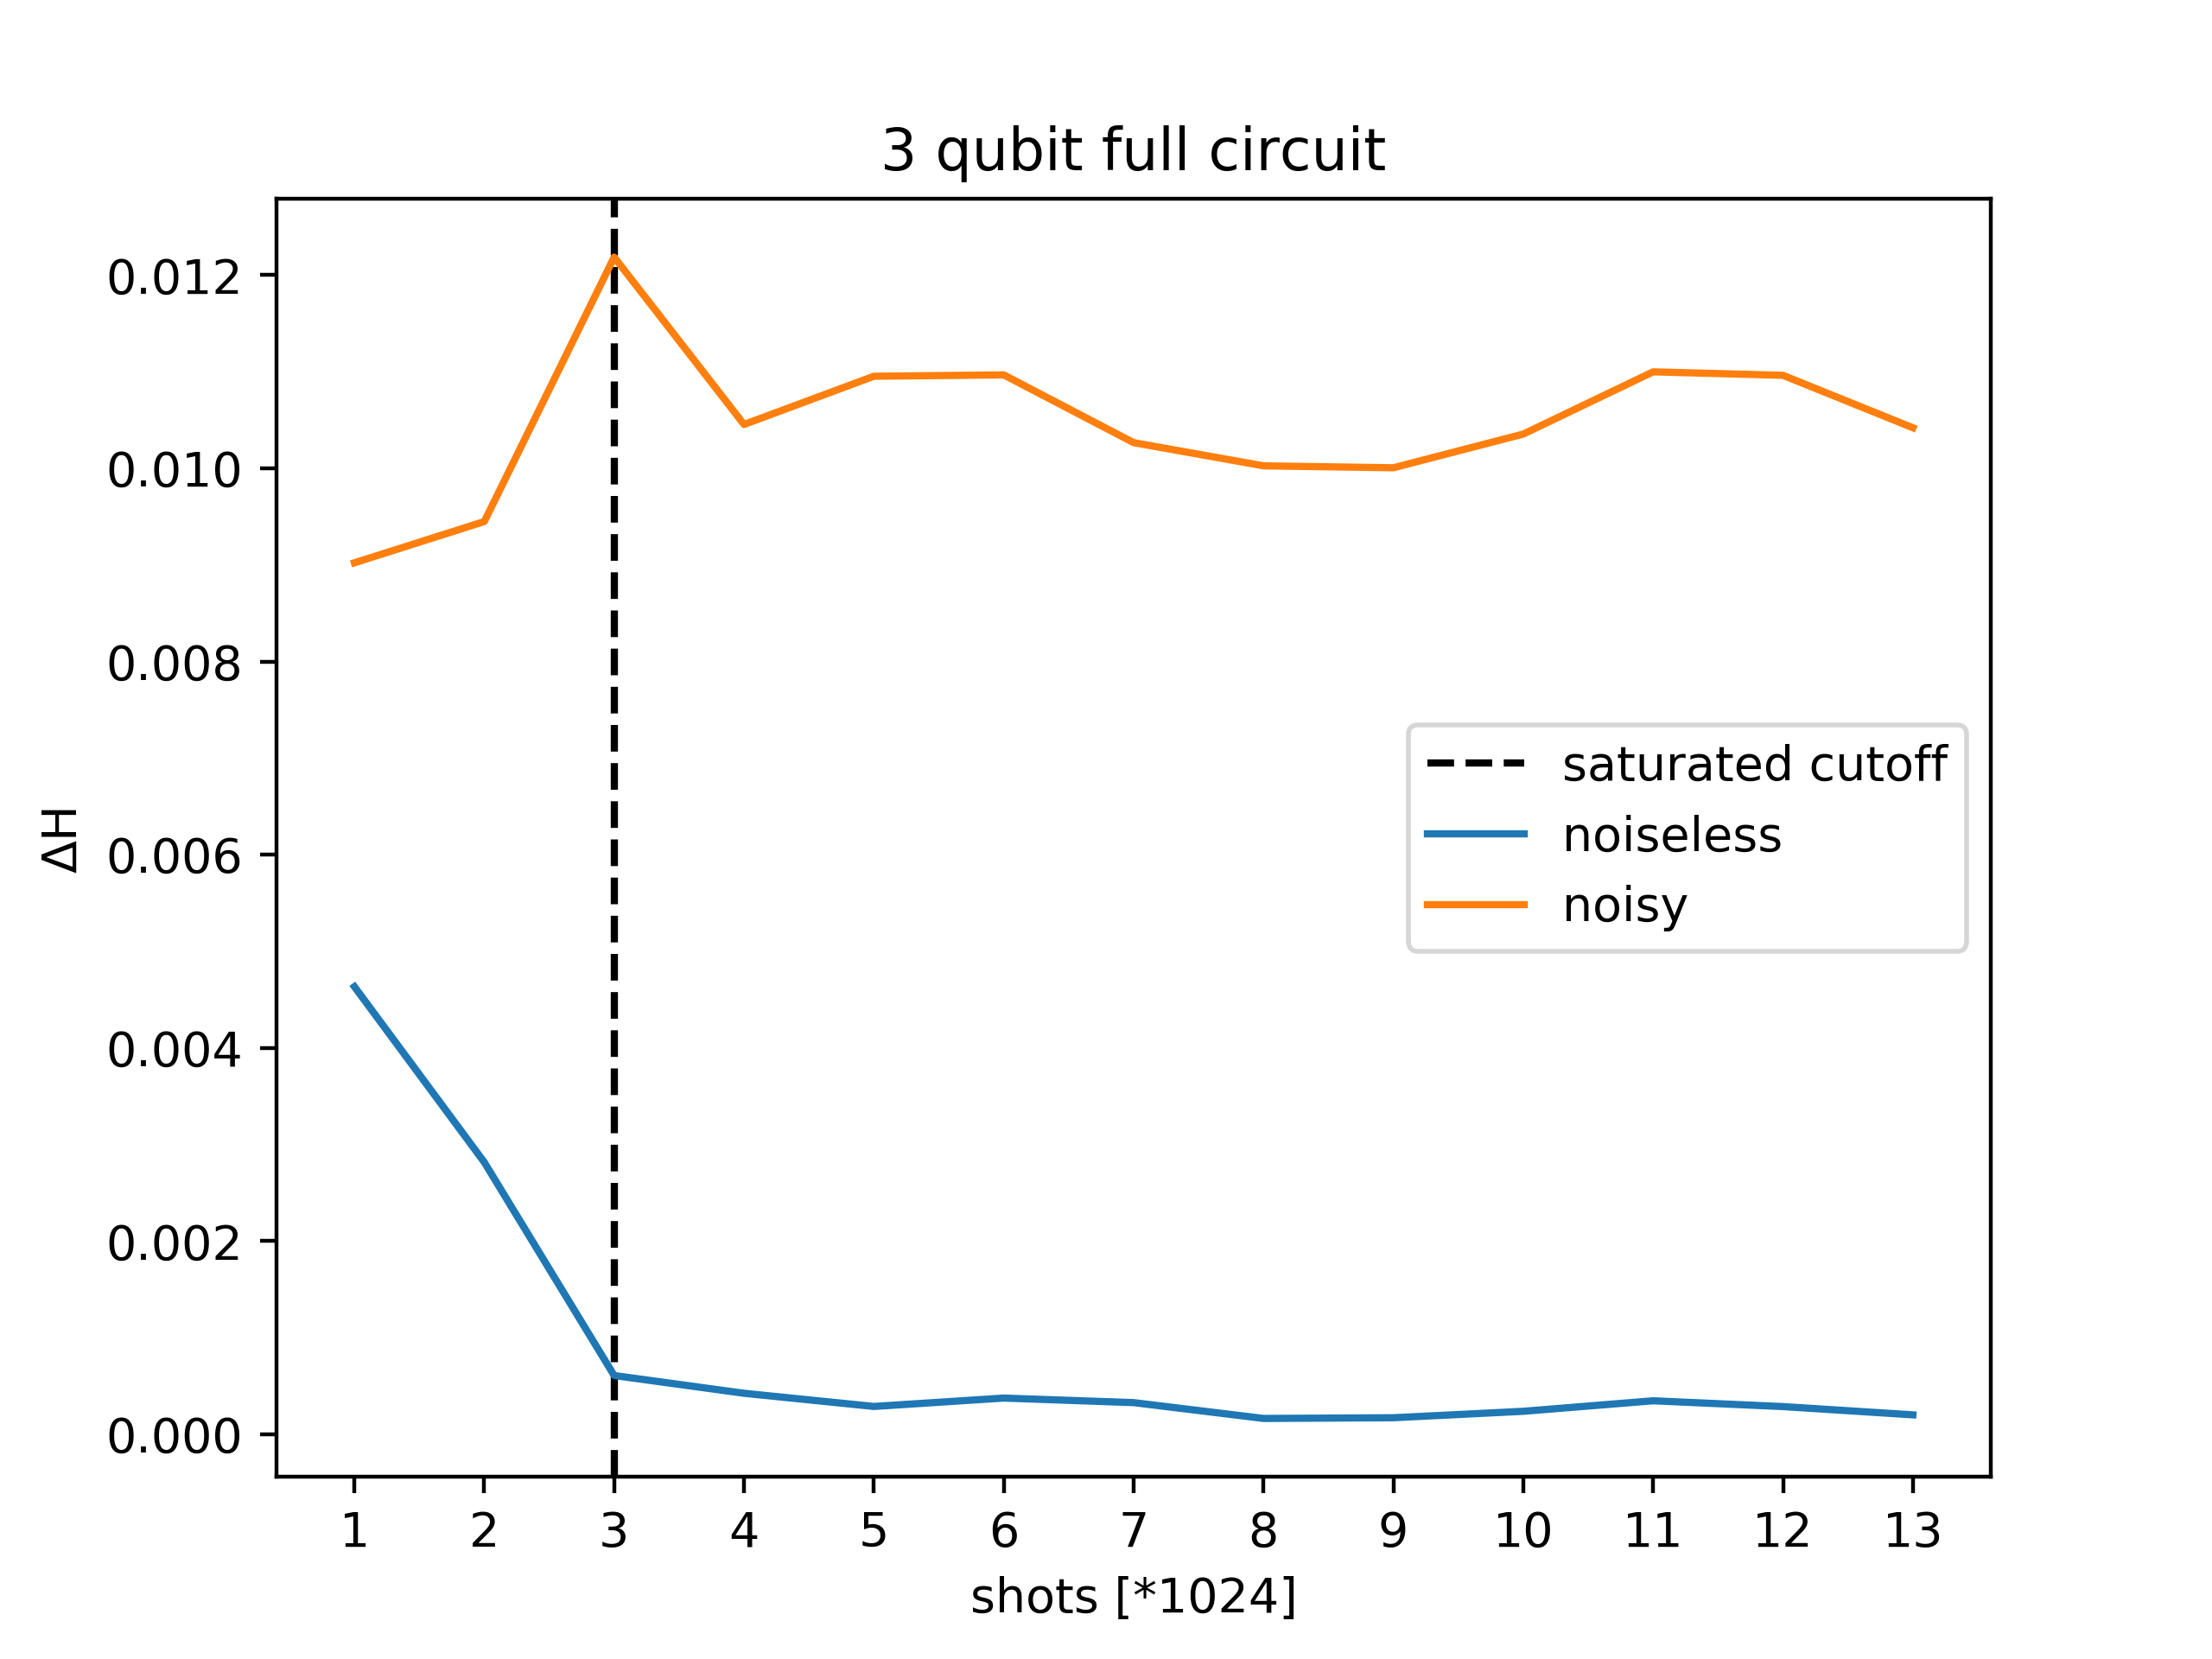 3 qubit full circuit
0.012
0.010
0.008
0.006
0.004
0.002
0.000
ΔH
saturated cutoff
noiseless
noisy
1 2 3 4 5 6 7 8 9 10 11 12 13
shots [*1024]